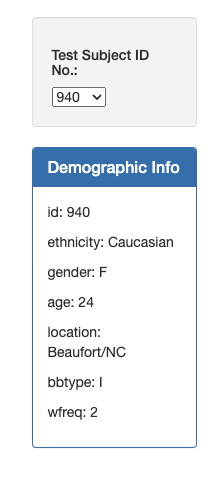 Test Subject ID
No.:
940
Demographic Info
id: 940
ethnicity: Caucasian
gender: F
age: 24
location:
Beaufort/NC
bbtype: I
wfreq: 2